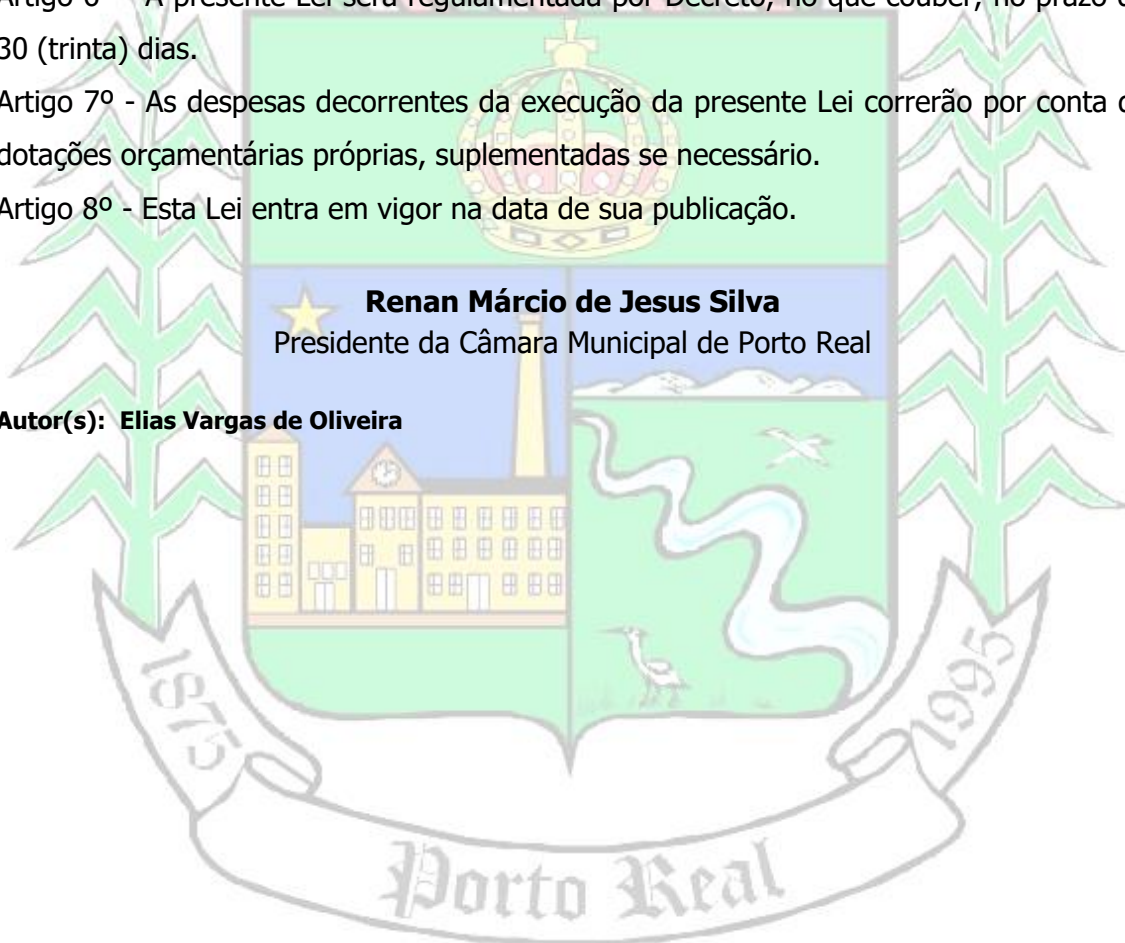 Artigo 6º - A presente Lei será regulamentada por Decreto, no que couber, no prazo
30 (trinta) dias.
Artigo 7º - As despesas decorrentes da execução da presente Lei correrão por conta
dotações orçamentárias próprias, suplementadas se necessário.
Artigo 8º - Esta Lei entra em vigor na data de sua publicação.
Renan Márcio de Jesus Silva
Presidente da Câmara Municipal de Porto Real
Autor(s): Elias Vargas de Oliveira
1875
1995
Porto Real